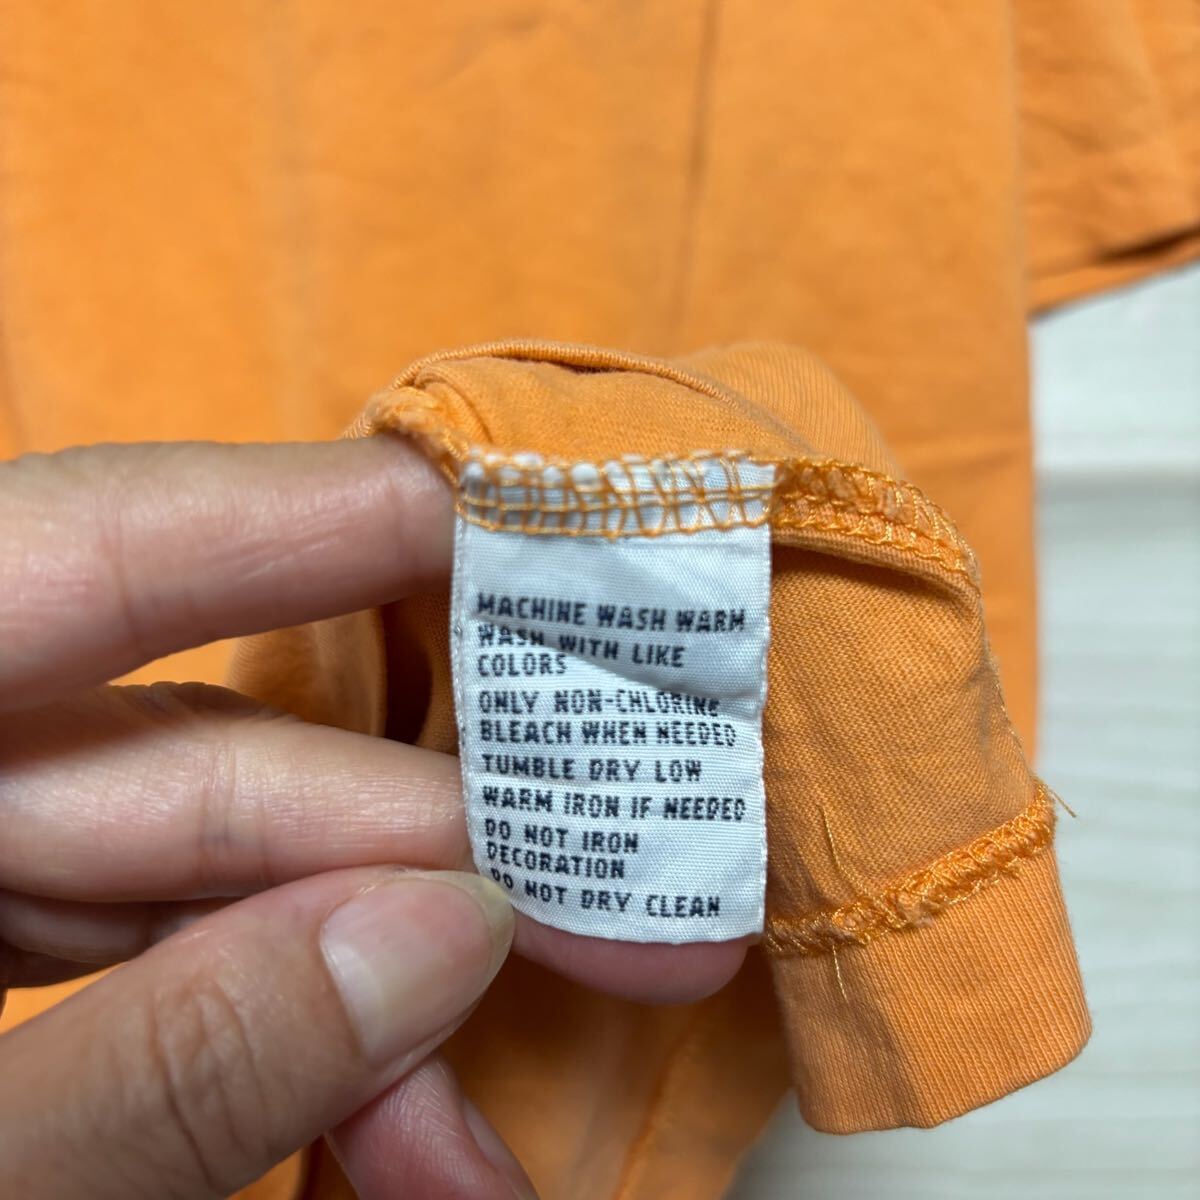 MACHINE WASH WARM
WASH WITH LIKE
COLORS
ONLY NON-CHLORINE
BLEACH WHEN NEEDED
TUMBLE DRY LOW
WARM IRON IF NEEDED
DO NOT IRON
DECORATION
DO NOT DRY CLEAN